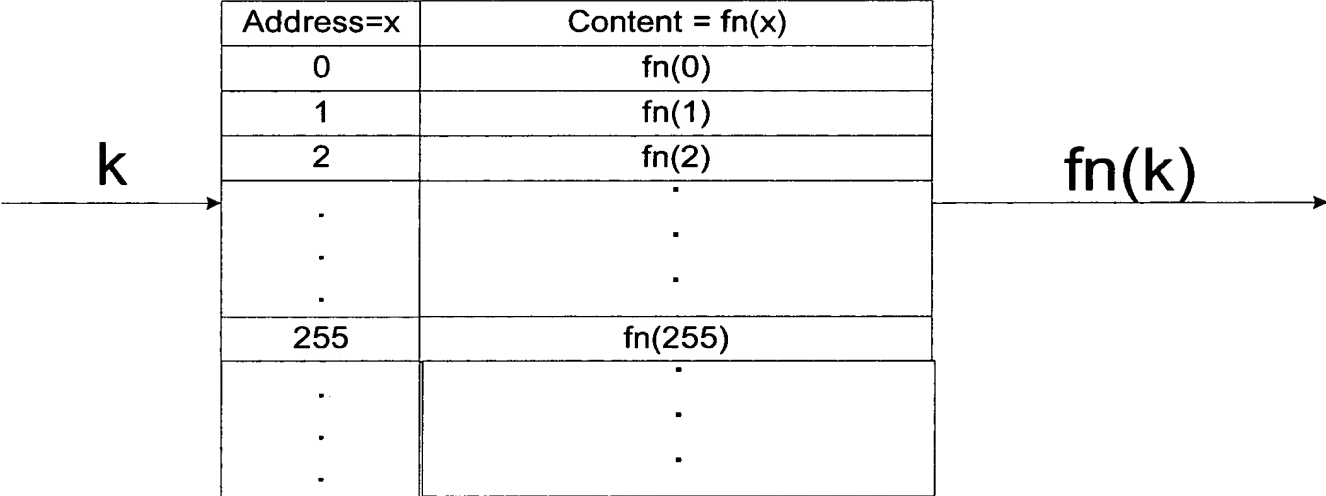 Address=x Content = fn(x)
0 fn(0)
1 fn(1)
2 fn(2)
k
fn(k)
. .
. .
. .
255 fn(255)
. .
. .
. .